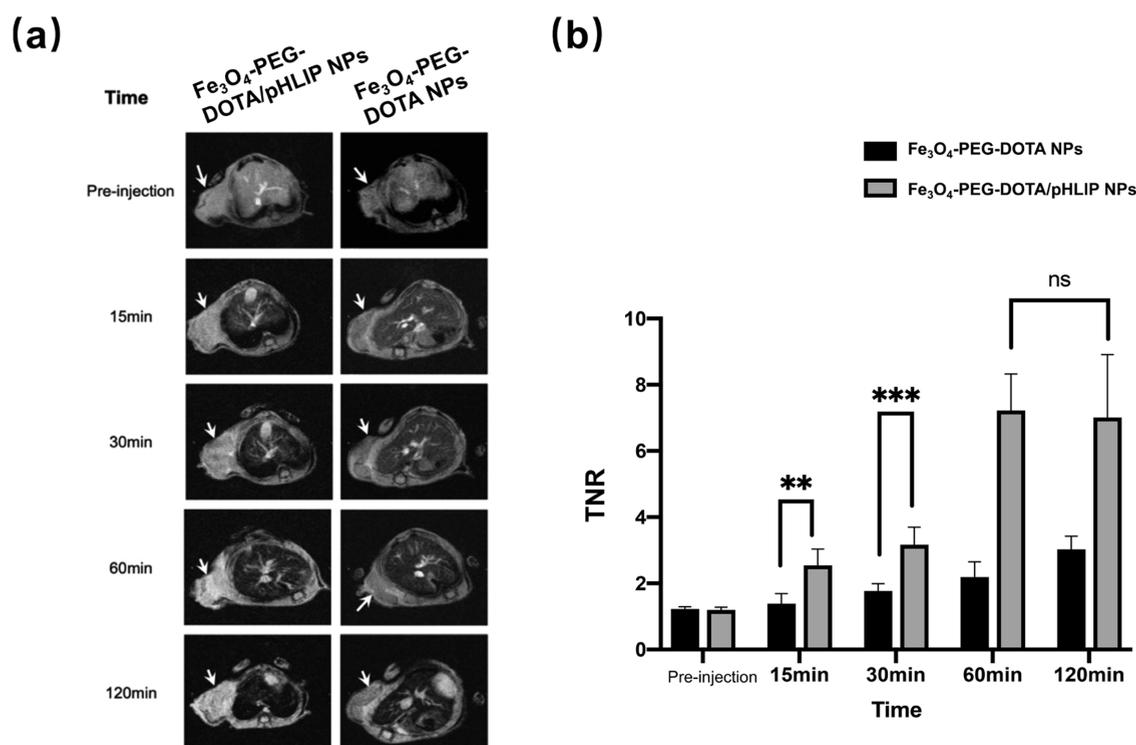 (a)
Time
Fe₃O₄-PEG-
DOTA/pHLIP NPs
Fe₃O₄-PEG-
DOTA NPs
Pre-injection
15min
30min
60min
120min
(b)
Fe₃O₄-PEG-DOTA NPs
Fe₃O₄-PEG-DOTA/pHLIP NPs
ns
***
**
TNR
10
8
6
4
2
0
Pre-injection 15min 30min 60min 120min
Time